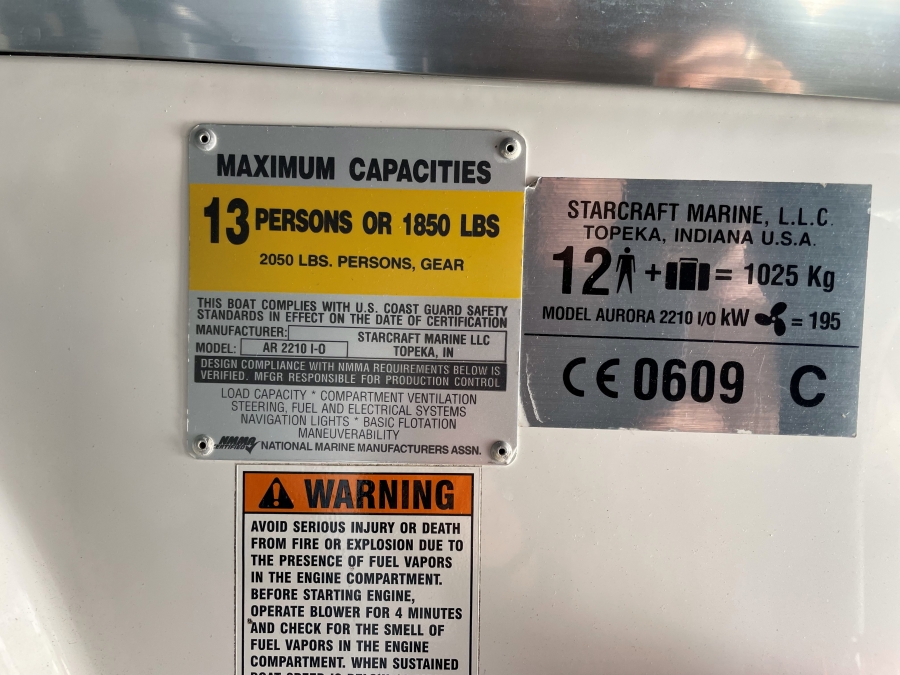 MAXIMUM CAPACITIES
13 PERSONS OR 1850 LBS
2050 LBS. PERSONS, GEAR
THIS BOAT COMPLIES WITH U.S. COAST GUARD SAFETY
STANDARDS IN EFFECT ON THE DATE OF CERTIFICATION
MANUFACTURER: STARCRAFT MARINE LLC
MODEL: AR 2210 I-O TOPEKA, IN
DESIGN COMPLIANCE WITH NMMA REQUIREMENTS BELOW IS
VERIFIED. MFGR RESPONSIBLE FOR PRODUCTION CONTROL
LOAD CAPACITY * COMPARTMENT VENTILATION
STEERING, FUEL AND ELECTRICAL SYSTEMS
NAVIGATION LIGHTS * BASIC FLOTATION
MANEUVERABILITY
NMMA
CERTIFIED
NATIONAL MARINE MANUFACTURERS ASSN.
STARCRAFT MARINE, L.L.C.
TOPEKA, INDIANA U.S.A.
12 + = 1025 Kg
MODEL AURORA 2210 I/O kW = 195
CE 0609 C
WARNING
AVOID SERIOUS INJURY OR DEATH
FROM FIRE OR EXPLOSION DUE TO
THE PRESENCE OF FUEL VAPORS
IN THE ENGINE COMPARTMENT.
BEFORE STARTING ENGINE,
OPERATE BLOWER FOR 4 MINUTES
AND CHECK FOR THE SMELL OF
FUEL VAPORS IN THE ENGINE
COMPARTMENT. WHEN SUSTAINED